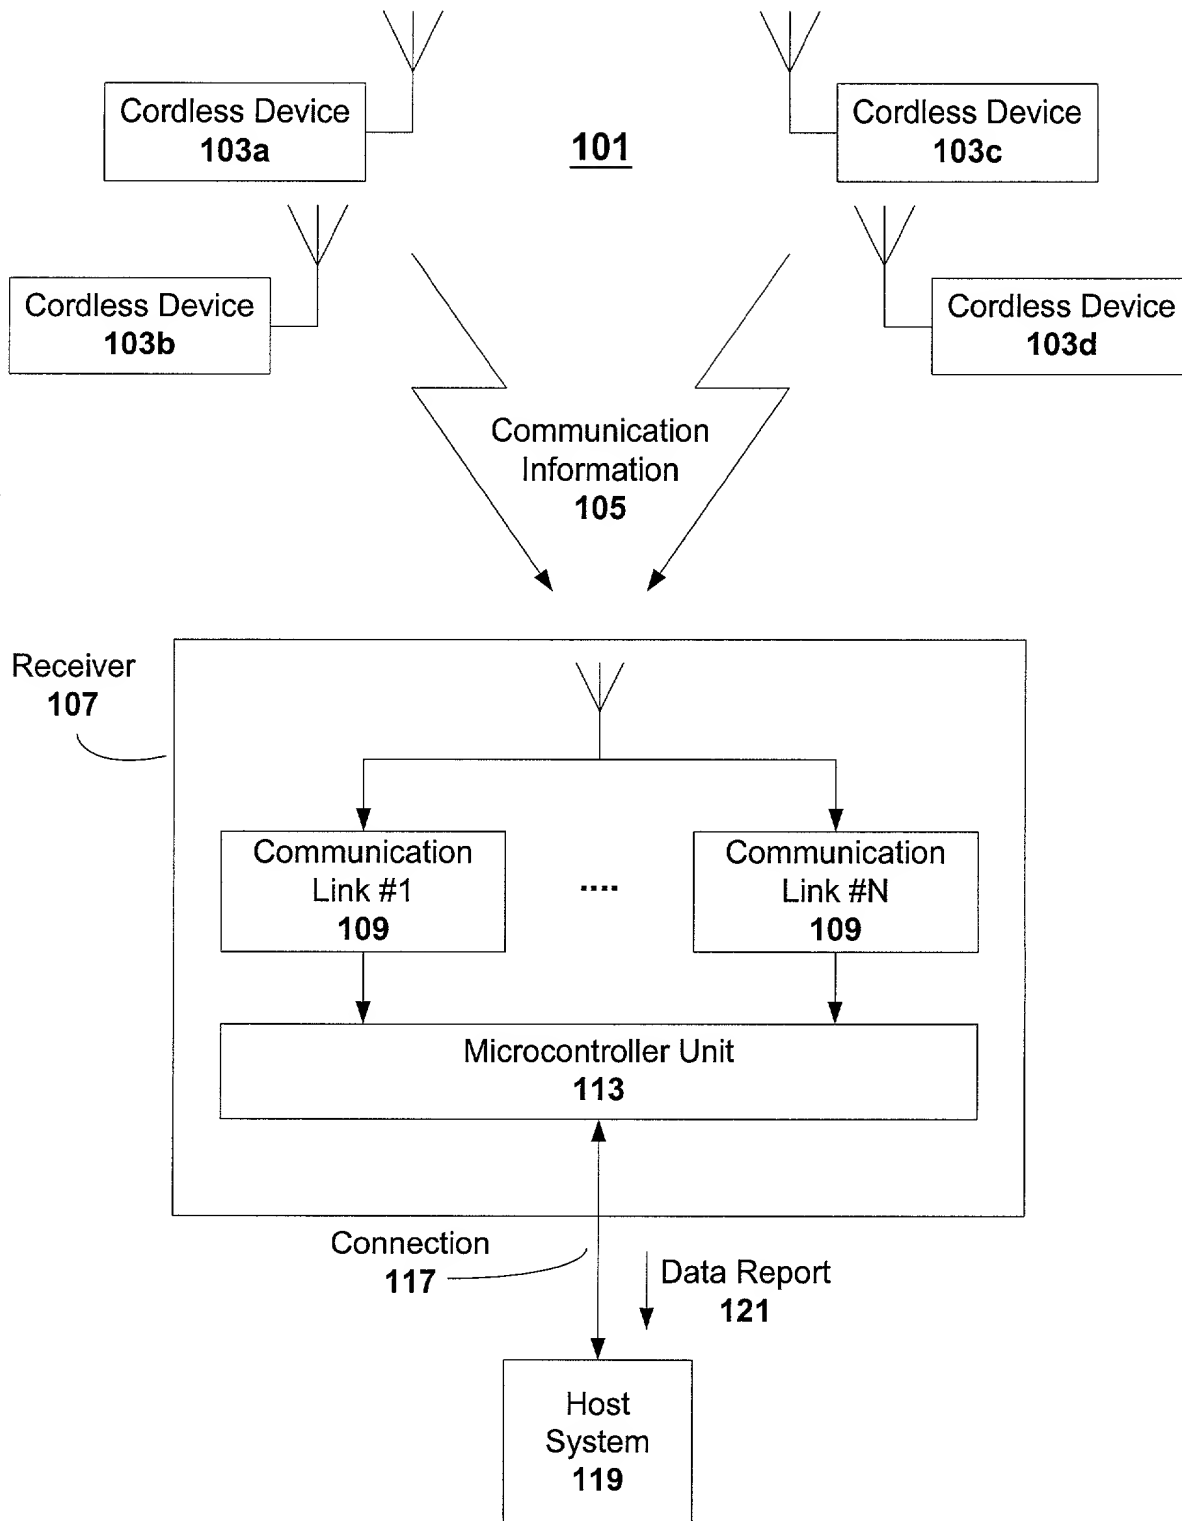 Cordless Device
103a
101
Cordless Device
103c
Cordless Device
103b
Cordless Device
103d
Communication
Information
105
Receiver
107
Communication
Link #1
109
....
Communication
Link #N
109
Microcontroller Unit
113
Connection
117
Data Report
121
Host
System
119